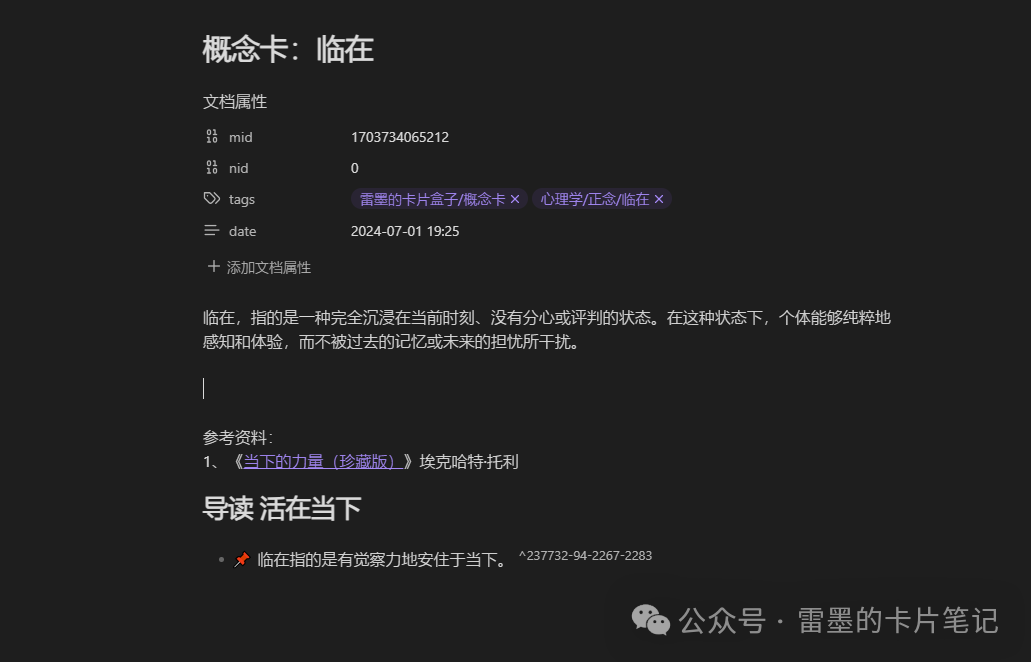 概念卡：临在
文档属性
mid 1703734065212
nid 0
tags 雷墨的卡片盒子/概念卡 × 心理学/正念/临在 ×
date 2024-07-01 19:25
+ 添加文档属性
临在，指的是一种完全沉浸在当前时刻、没有分心或评判的状态。在这种状态下，个体能够纯粹地
感知和体验，而不被过去的记忆或未来的担忧所干扰。
参考资料：
1、《当下的力量（珍藏版）》埃克哈特·托利
导读 活在当下
• 📌 临在指的是有觉察力地安住于当下。 ^237732-94-2267-2283
公众号 · 雷墨的卡片笔记